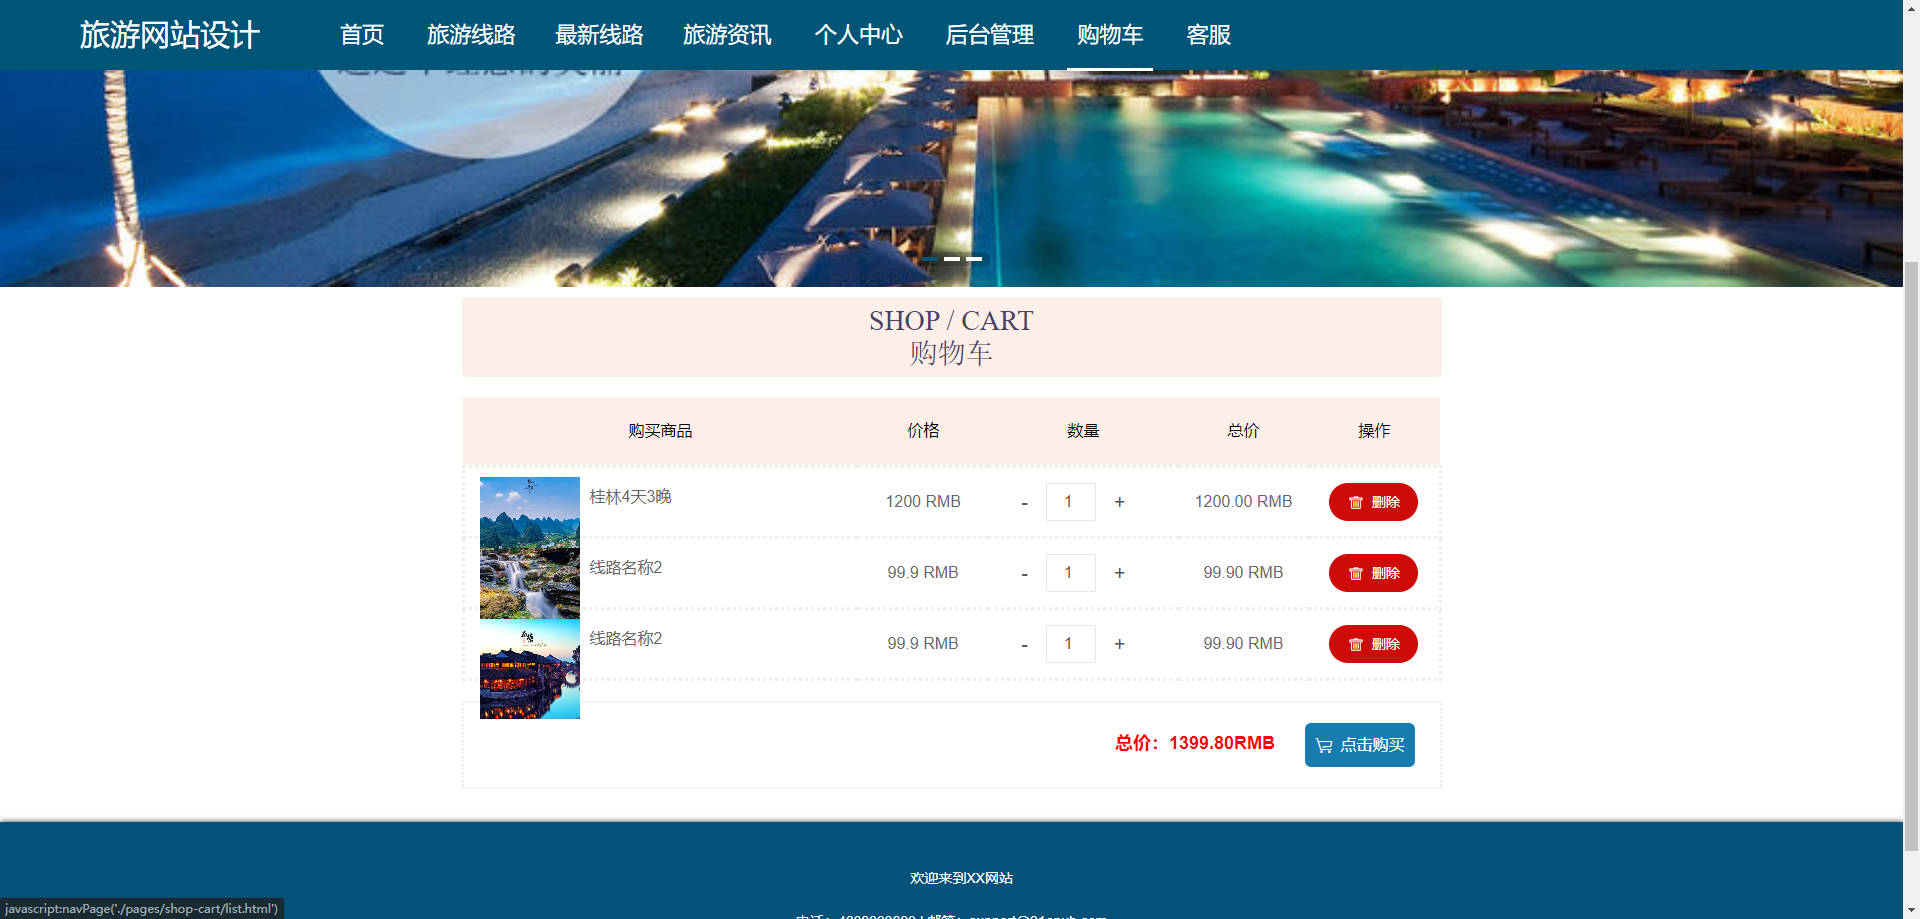 旅游网站设计 首页 旅游线路 最新线路 旅游资讯 个人中心 后台管理 购物车 客服
SHOP / CART
购物车
购买商品 价格 数量 总价 操作
桂林4天3晚 1200 RMB - 1 + 1200.00 RMB 删除
线路名称2 99.9 RMB - 1 + 99.90 RMB 删除
线路名称2 99.9 RMB - 1 + 99.90 RMB 删除
总价：1399.80RMB 点击购买
欢迎来到XX网站
javascript:navPage('./pages/shop-cart/list.html')